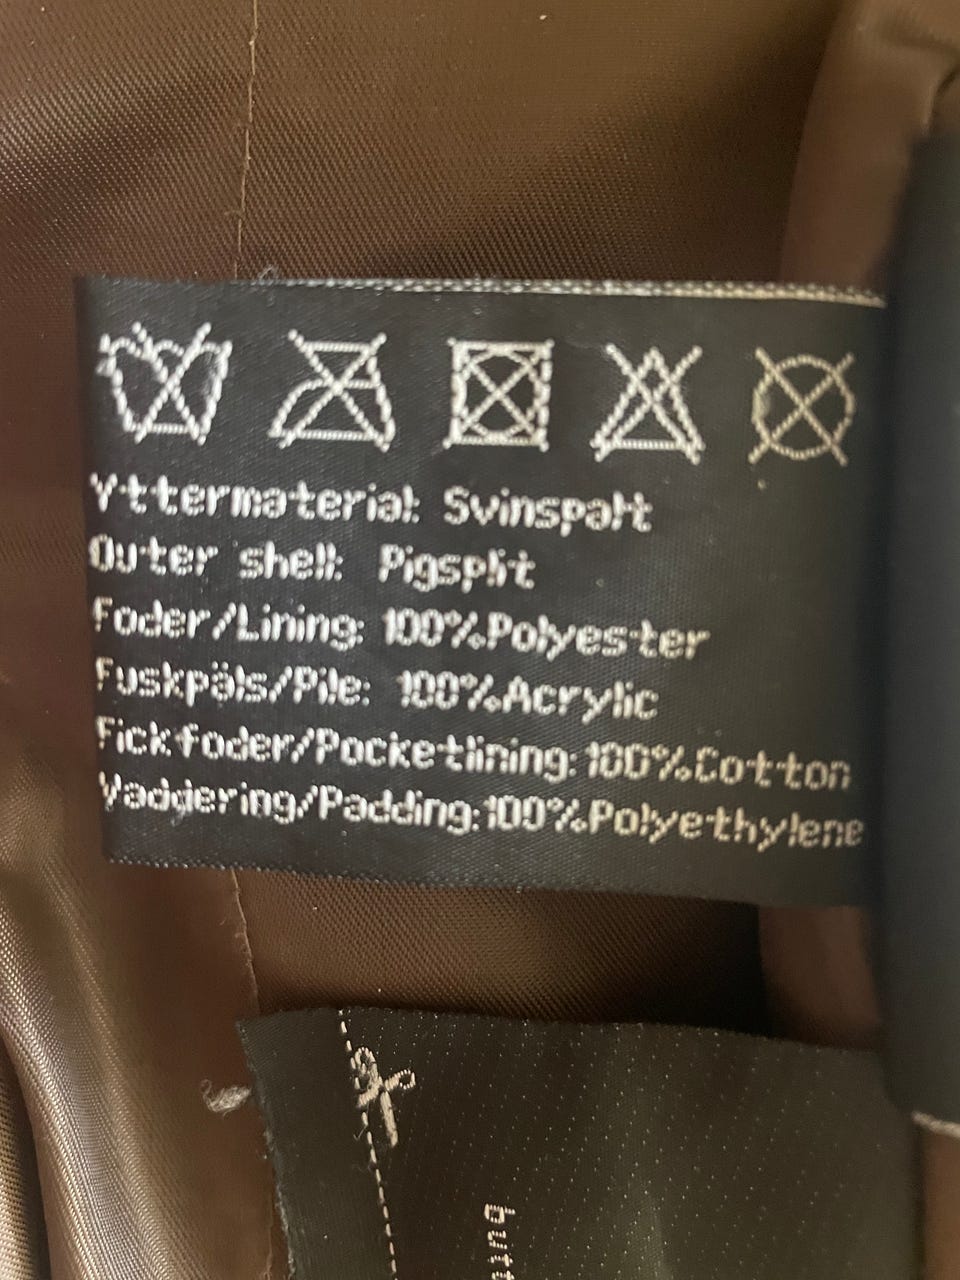 Yttermaterial: Svinspalt
Outer shell: Pigsplit
Foder/Lining: 100%Polyester
Fuskpäls/Pile: 100%Acrylic
Fickfoder/Pocketlining:100%Cotton
Vaddering/Padding:100%Polyethylene